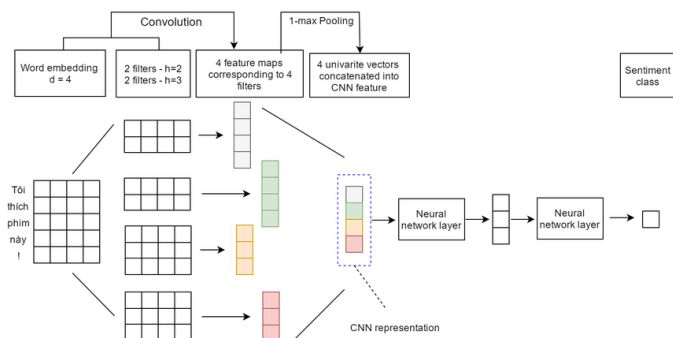 Convolution
1-max Pooling
Word embedding
d = 4
2 filters - h=2
2 filters - h=3
4 feature maps
corresponding to 4
filters
4 univarite vectors
concatenated into
CNN feature
Sentiment
class
Tôi
thích
phim
này
!
Neural
network layer
Neural
network layer
CNN representation